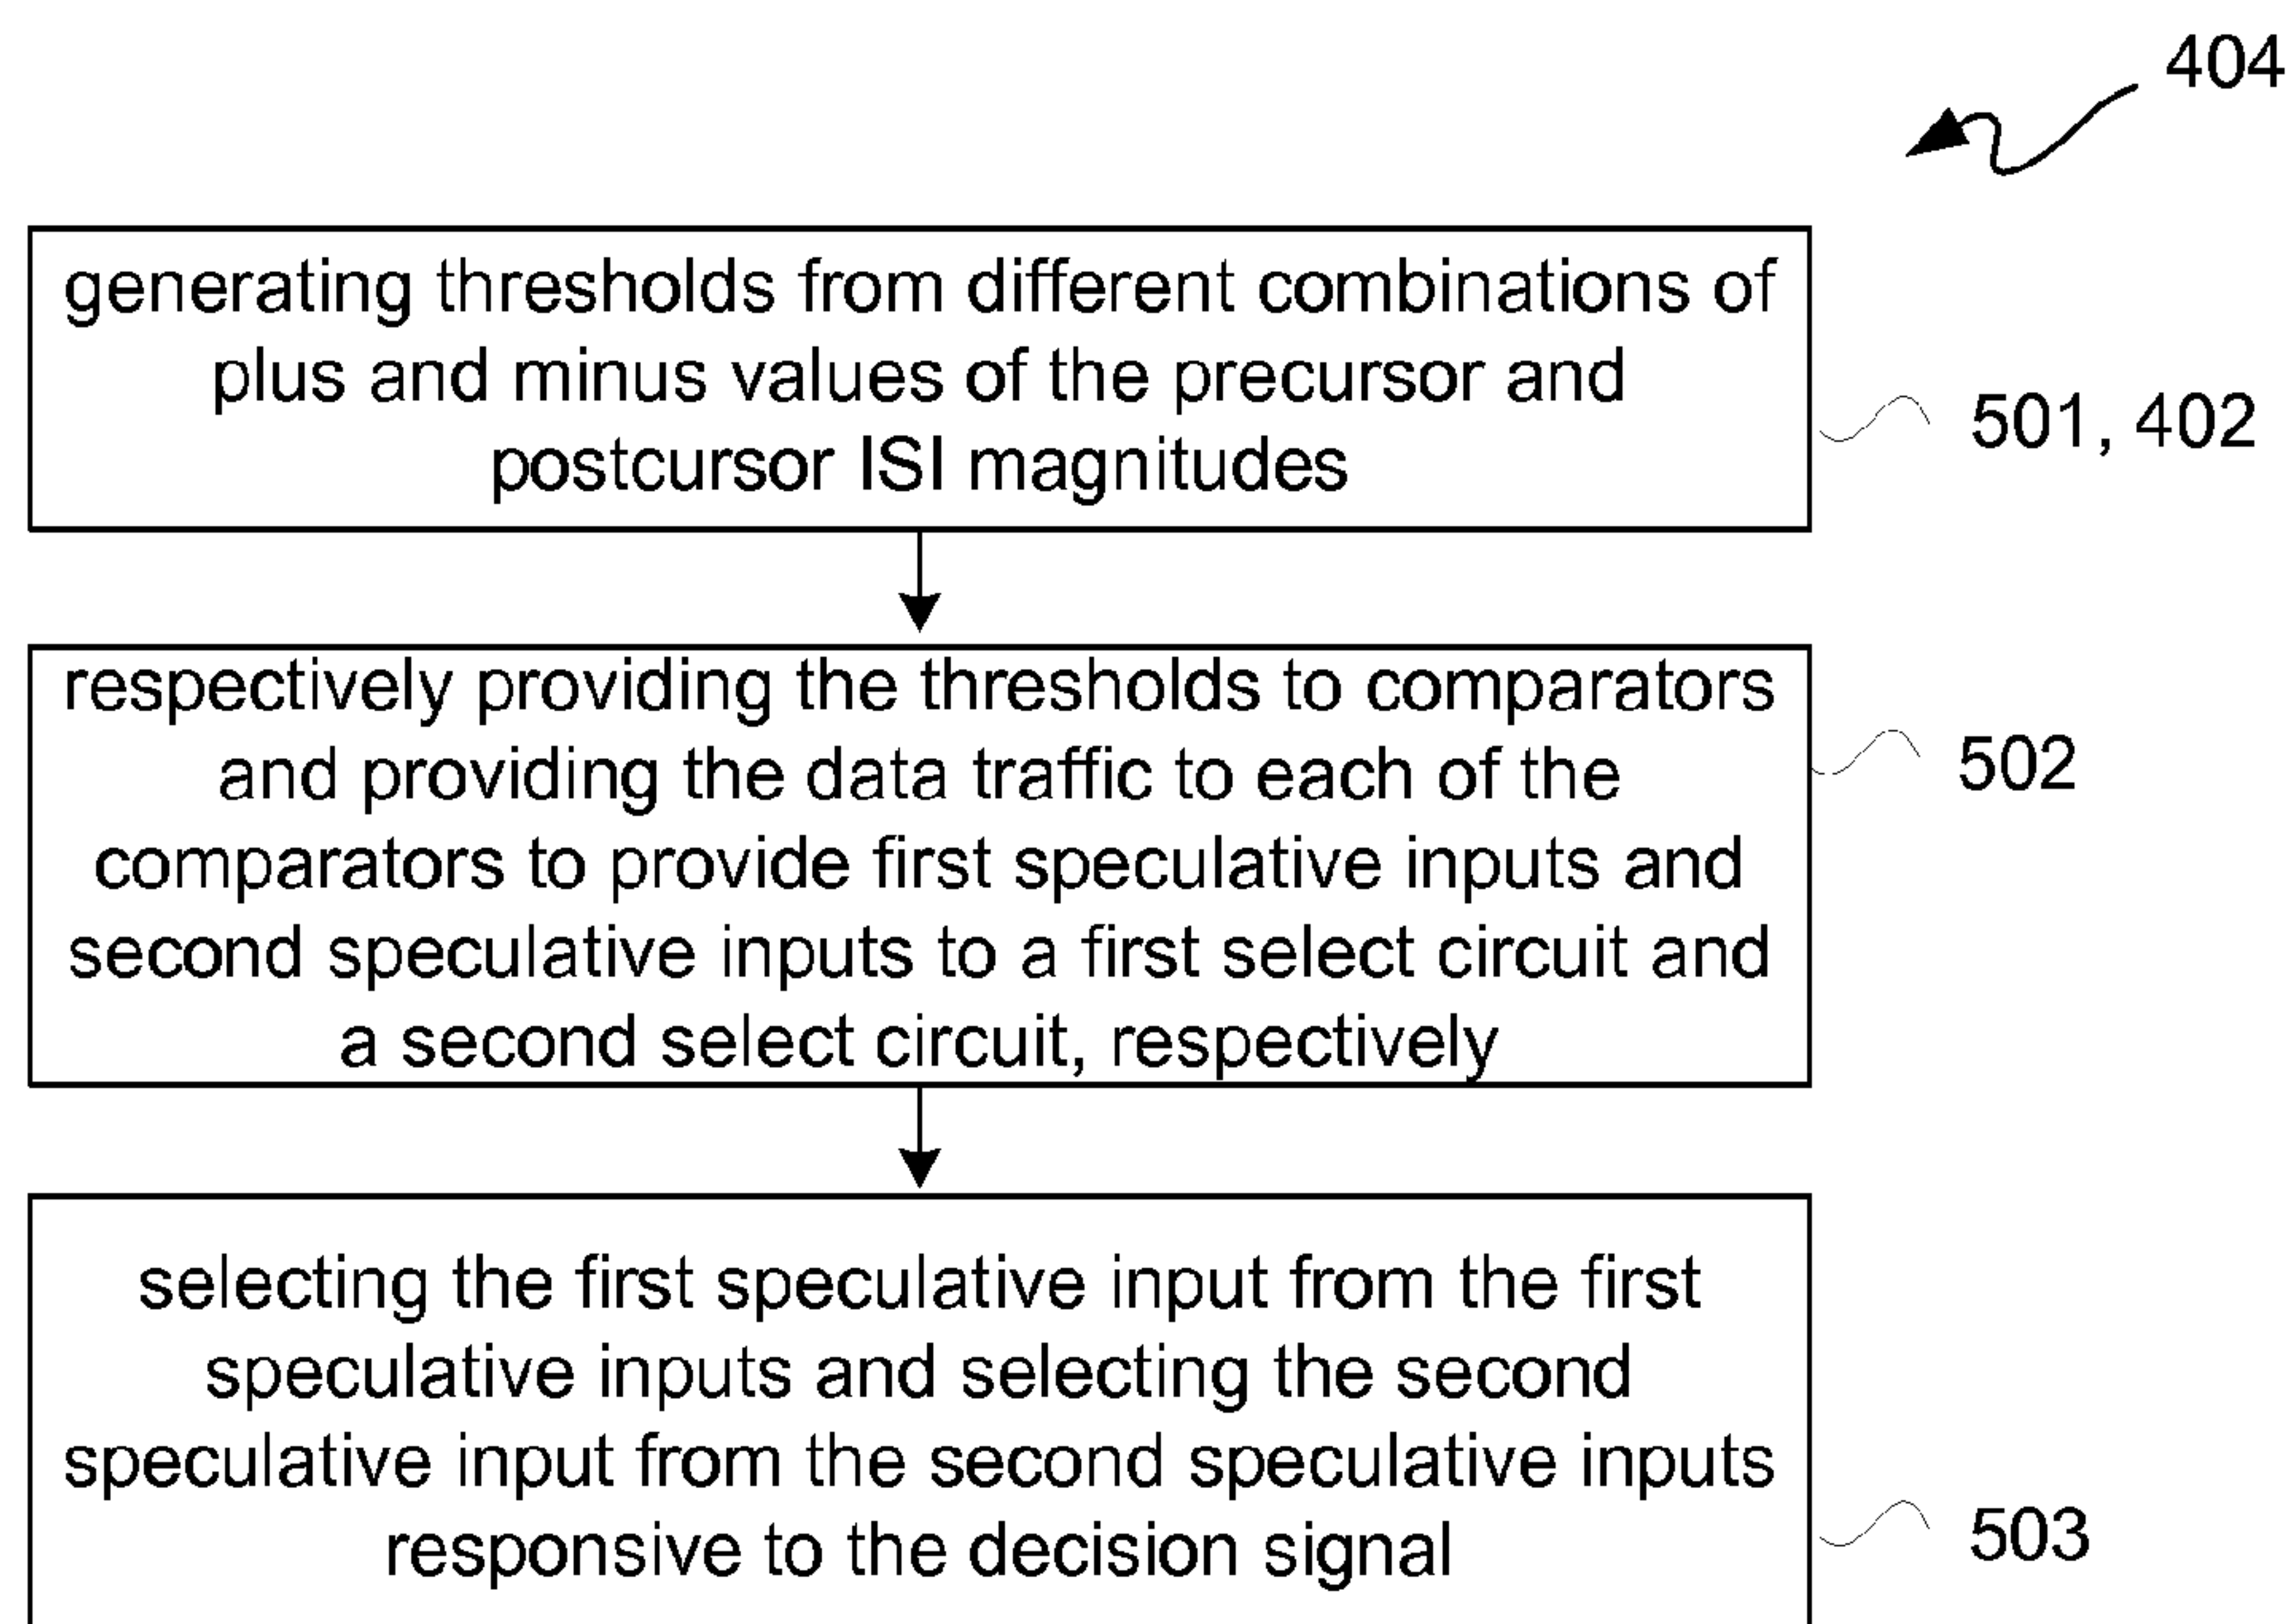 404
generating thresholds from different combinations of
plus and minus values of the precursor and
postcursor ISI magnitudes
501, 402
respectively providing the thresholds to comparators
and providing the data traffic to each of the
comparators to provide first speculative inputs and
second speculative inputs to a first select circuit and
a second select circuit, respectively
502
selecting the first speculative input from the first
speculative inputs and selecting the second
speculative input from the second speculative inputs
responsive to the decision signal
503